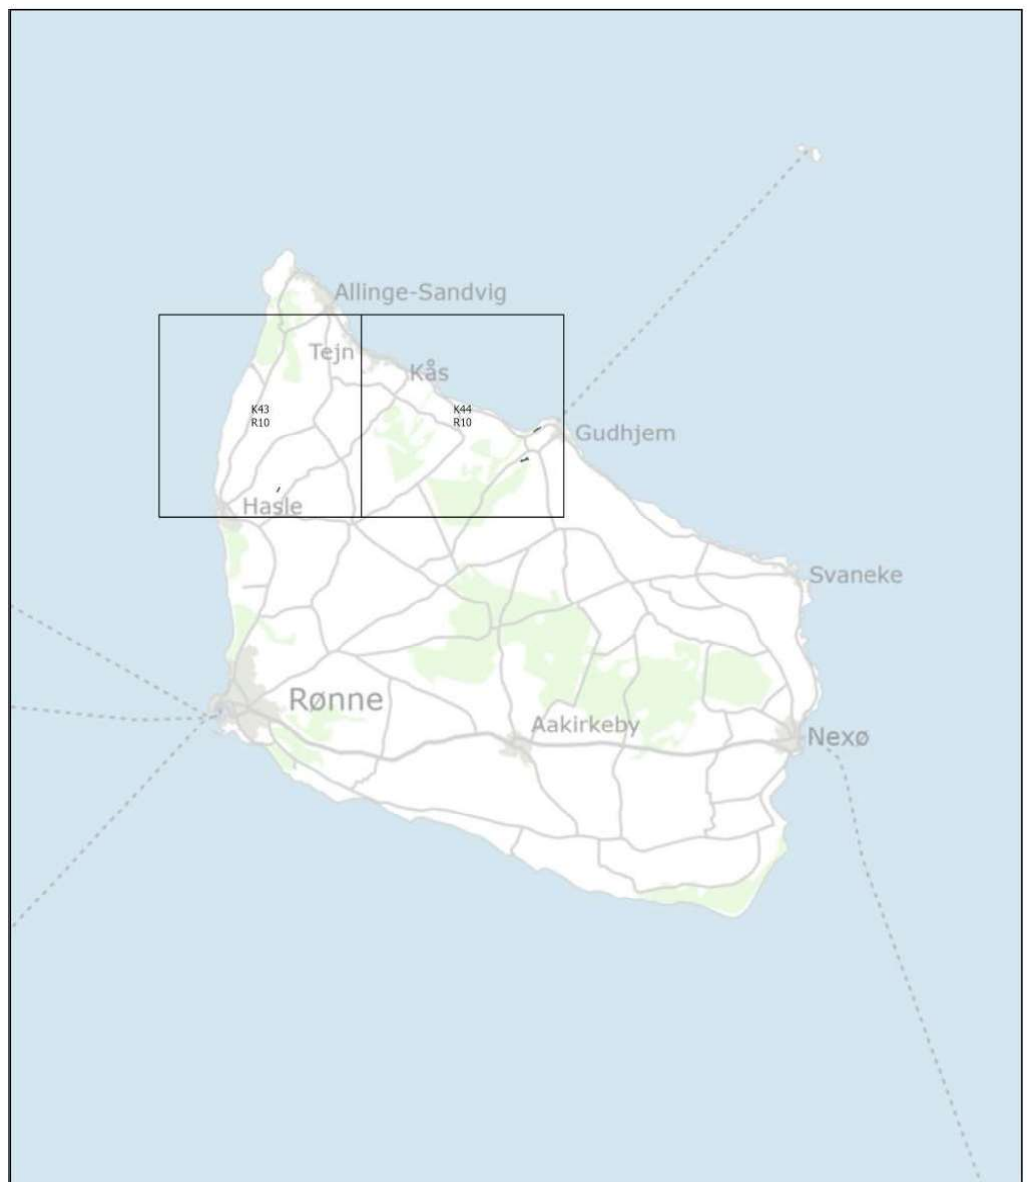 Allinge-Sandvig
Tejn
Kås
K43
R10
K44
R10
Gudhjem
Hasle
Svaneke
Rønne
Aakirkeby
Nexø